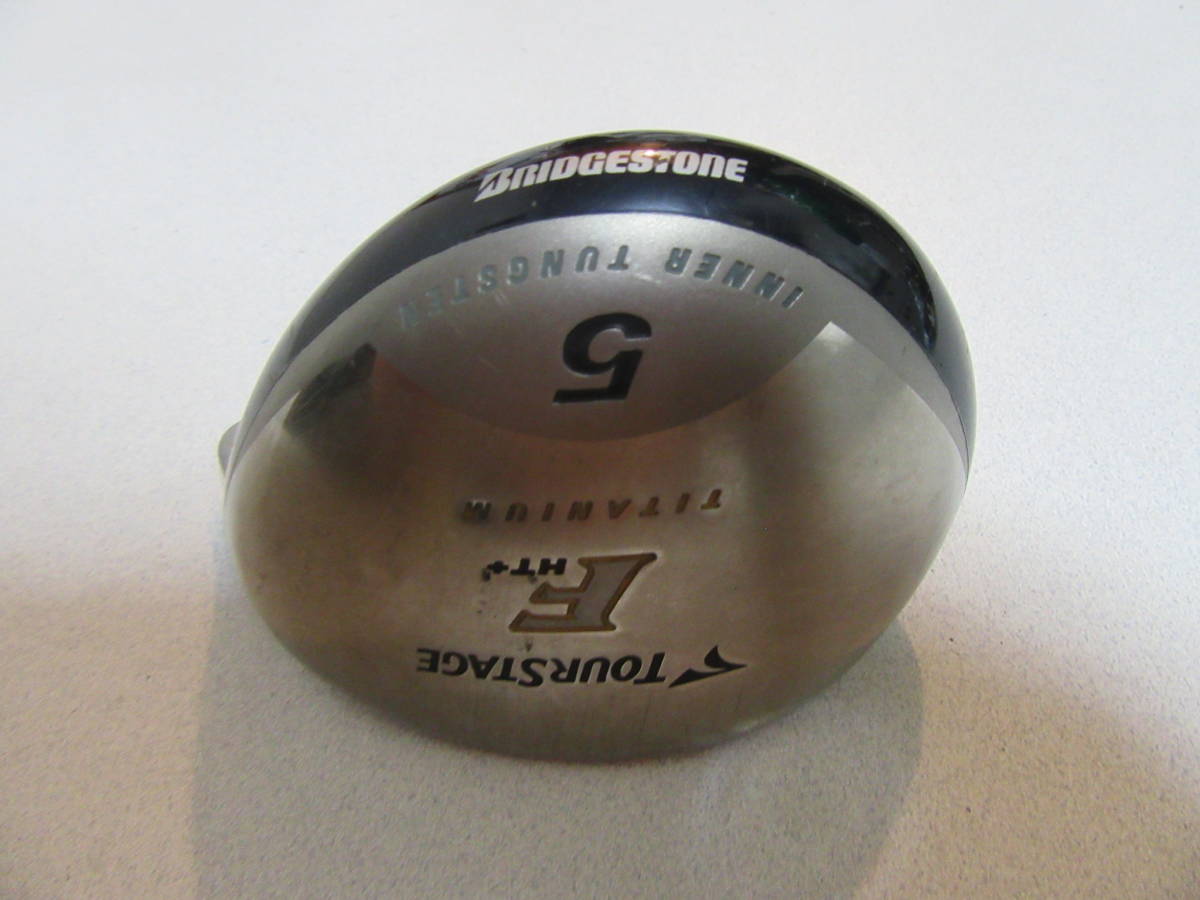 BRIDGESTONE
INNER TUNGSTEN
5
TITANIUM
F
HT+
TOURSTAGE